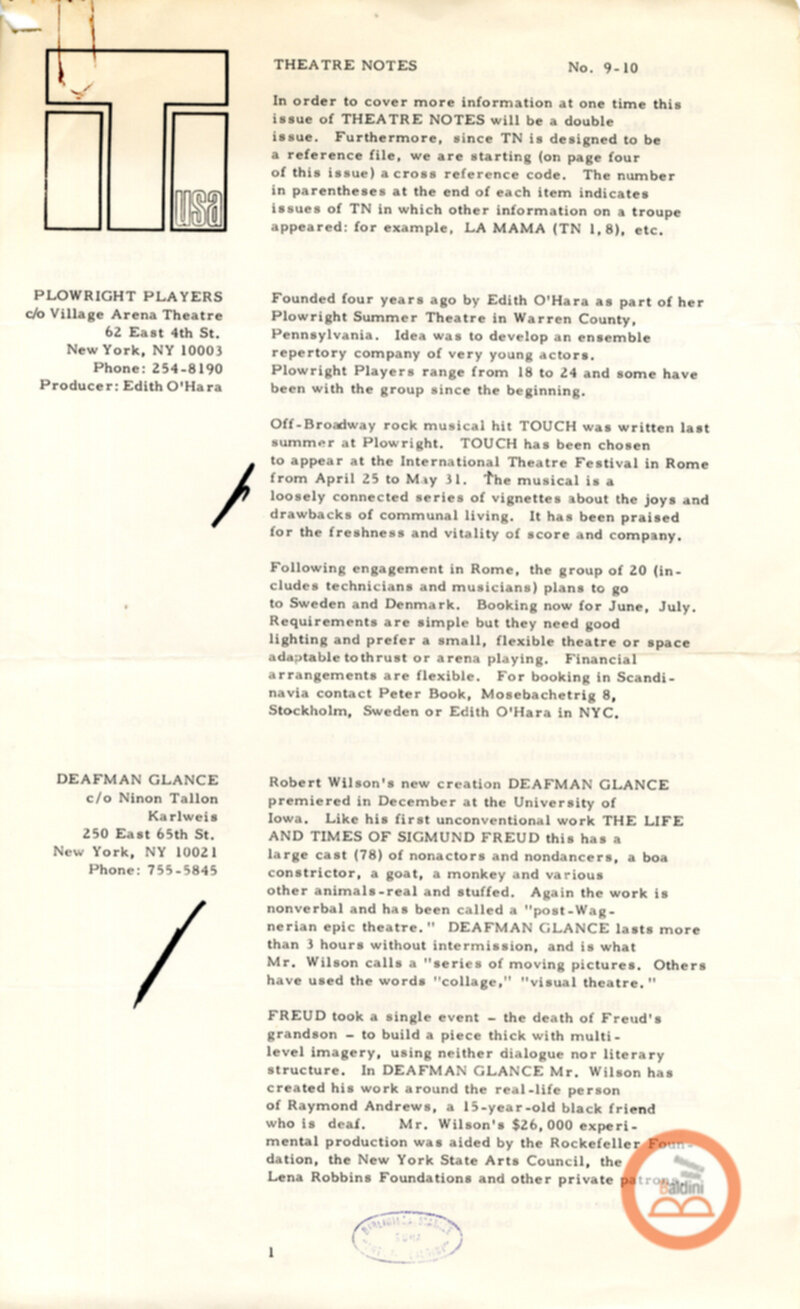 iT
usa
THEATRE NOTES No. 9-10
In order to cover more information at one time this
issue of THEATRE NOTES will be a double
issue. Furthermore, since TN is designed to be
a reference file, we are starting (on page four
of this issue) a cross reference code. The number
in parentheses at the end of each item indicates
issues of TN in which other information on a troupe
appeared: for example, LA MAMA (TN 1,8), etc.
PLOWRIGHT PLAYERS
c/o Village Arena Theatre
62 East 4th St.
New York, NY 10003
Phone: 254-8190
Producer: Edith O'Hara
Founded four years ago by Edith O'Hara as part of her
Plowright Summer Theatre in Warren County,
Pennsylvania. Idea was to develop an ensemble
repertory company of very young actors.
Plowright Players range from 18 to 24 and some have
been with the group since the beginning.
Off-Broadway rock musical hit TOUCH was written last
summer at Plowright. TOUCH has been chosen
to appear at the International Theatre Festival in Rome
from April 25 to May 31. The musical is a
loosely connected series of vignettes about the joys and
drawbacks of communal living. It has been praised
for the freshness and vitality of score and company.
Following engagement in Rome, the group of 20 (in-
cludes technicians and musicians) plans to go
to Sweden and Denmark. Booking now for June, July.
Requirements are simple but they need good
lighting and prefer a small, flexible theatre or space
adaptable to thrust or arena playing. Financial
arrangements are flexible. For booking in Scandi-
navia contact Peter Book, Mosebachetrig 8,
Stockholm, Sweden or Edith O'Hara in NYC.
DEAFMAN GLANCE
c/o Ninon Tallon
Karlweis
250 East 65th St.
New York, NY 10021
Phone: 755-5845
Robert Wilson's new creation DEAFMAN GLANCE
premiered in December at the University of
Iowa. Like his first unconventional work THE LIFE
AND TIMES OF SIGMUND FREUD this has a
large cast (78) of nonactors and nondancers, a boa
constrictor, a goat, a monkey and various
other animals-real and stuffed. Again the work is
nonverbal and has been called a "post-Wag-
nerian epic theatre." DEAFMAN GLANCE lasts more
than 3 hours without intermission, and is what
Mr. Wilson calls a "series of moving pictures. Others
have used the words "collage," "visual theatre."
FREUD took a single event - the death of Freud's
grandson - to build a piece thick with multi-
level imagery, using neither dialogue nor literary
structure. In DEAFMAN GLANCE Mr. Wilson has
created his work around the real-life person
of Raymond Andrews, a 15-year-old black friend
who is deaf. Mr. Wilson's $26,000 experi-
mental production was aided by the Rockefeller Foun-
dation, the New York State Arts Council, the
Lena Robbins Foundations and other private patrons.
Baldini
1